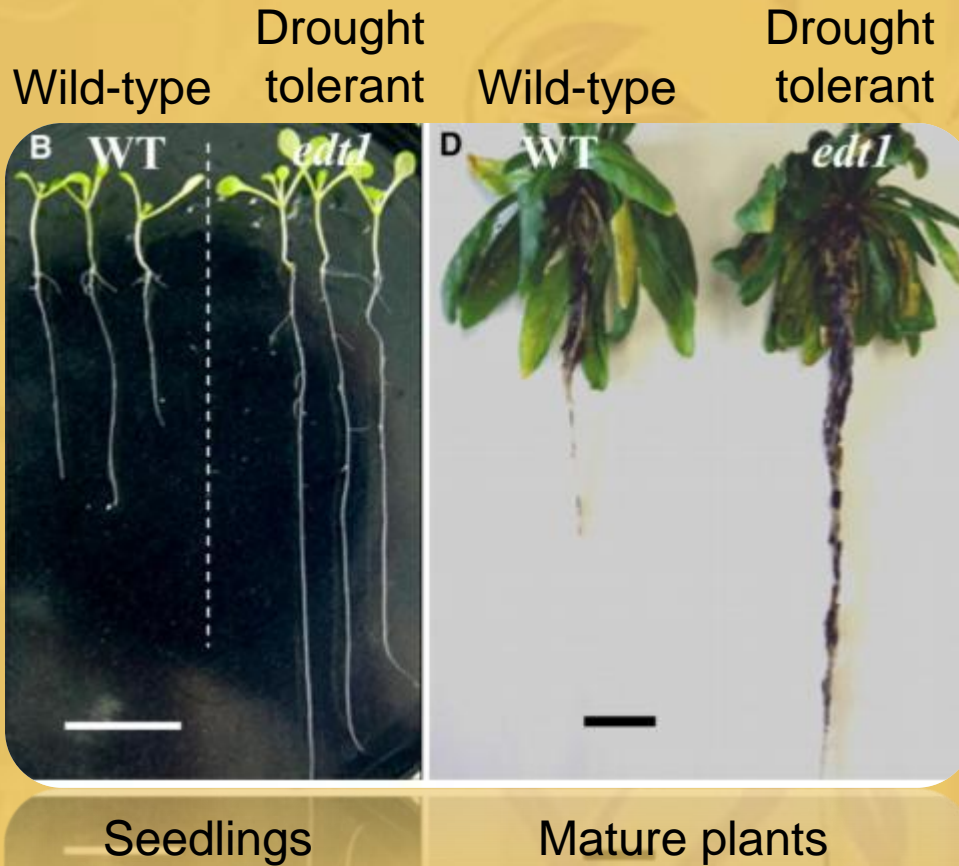 Wild-type
Drought
tolerant
Wild-type
Drought
tolerant
B
WT
edt1
D
WT
edt1
Seedlings
Mature plants